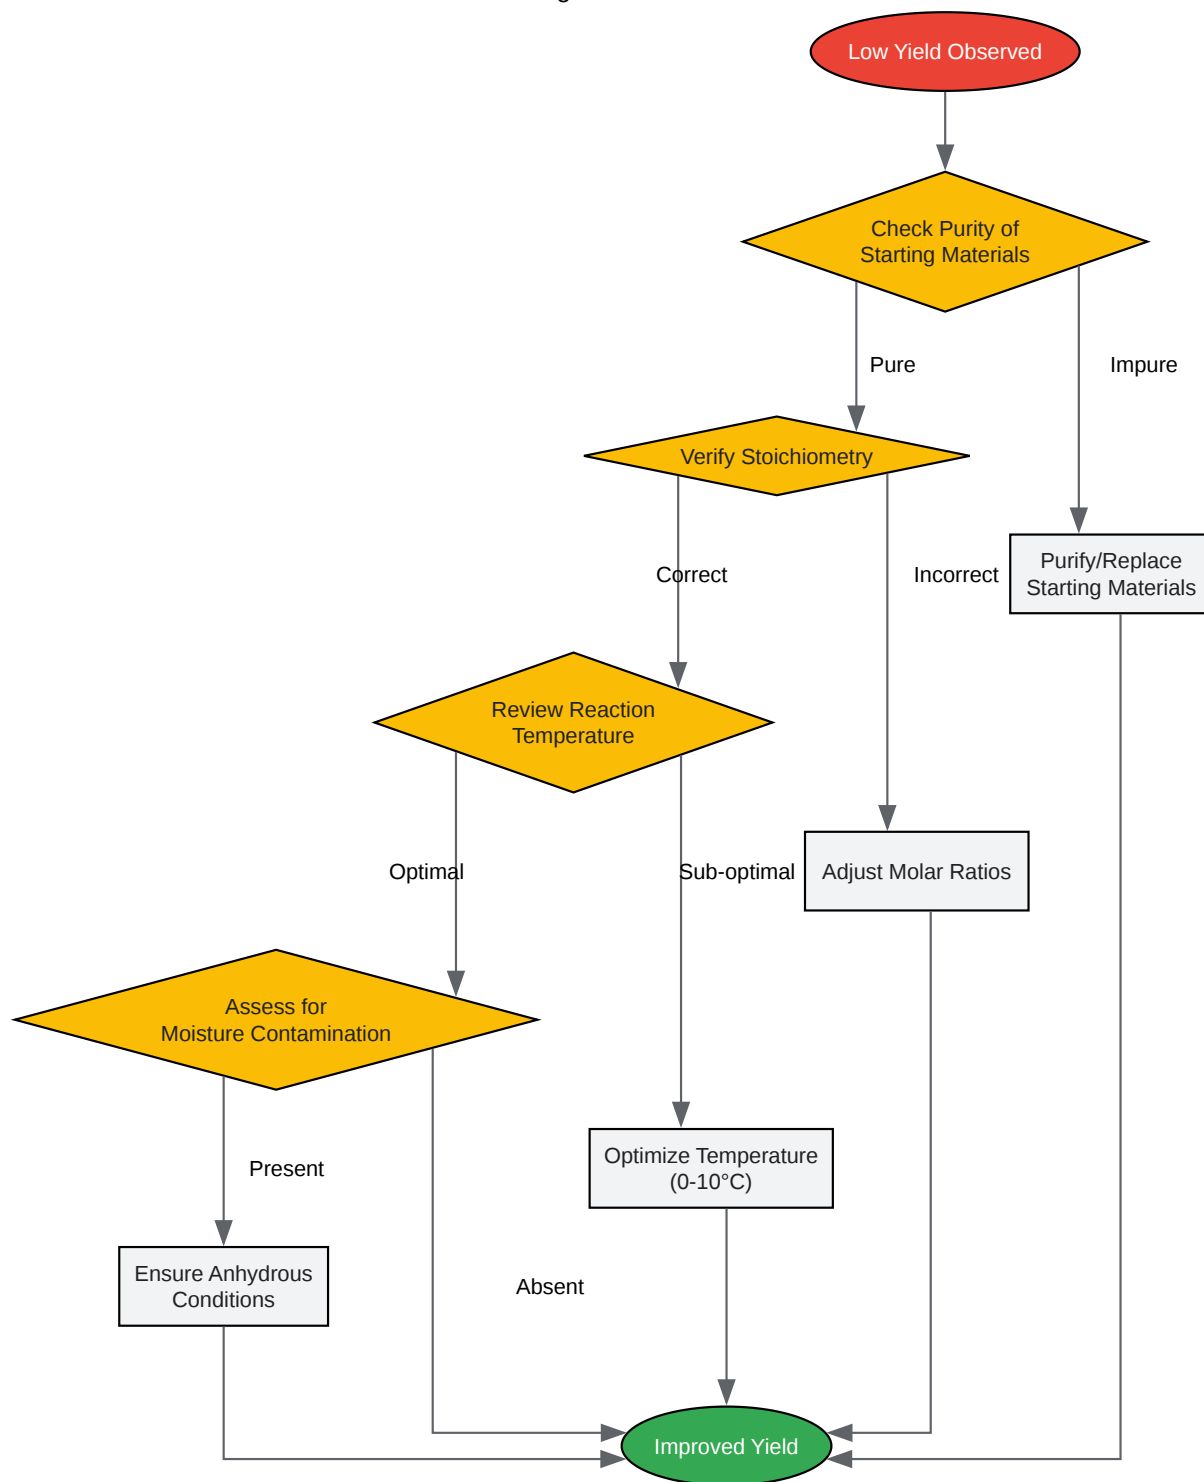 Low Yield Observed
Check Purity of
Starting Materials
Pure
Impure
Verify Stoichiometry
Correct
Incorrect
Purify/Replace
Starting Materials
Review Reaction
Temperature
Optimal
Sub-optimal
Adjust Molar Ratios
Assess for
Moisture Contamination
Present
Optimize Temperature
(0-10°C)
Ensure Anhydrous
Conditions
Absent
Improved Yield